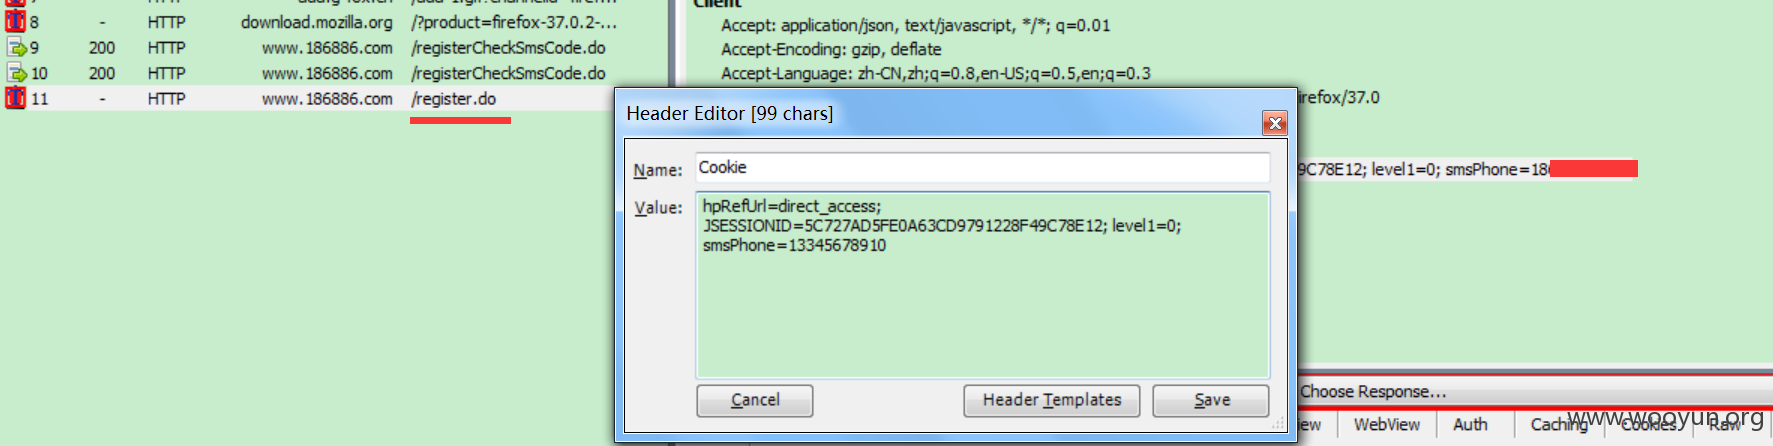 Client
8 - HTTP download.mozilla.org /?product=firefox-37.0.2-...
9 200 HTTP www.186886.com /registerCheckSmsCode.do
10 200 HTTP www.186886.com /registerCheckSmsCode.do
11 - HTTP www.186886.com /register.do
Accept: application/json, text/javascript, */*; q=0.01
Accept-Encoding: gzip, deflate
Accept-Language: zh-CN,zh;q=0.8,en-US;q=0.5,en;q=0.3
irefox/37.0
9C78E12; level1=0; smsPhone=18
Header Editor [99 chars]
Name: Cookie
Value: hpRefUrl=direct_access;
JSESSIONID=5C727AD5FE0A63CD9791228F49C78E12; level1=0;
smsPhone=13345678910
Cancel Header Templates Save
Choose Response...
iew WebView Auth Caching Cookies Raw
www.wooyun.org